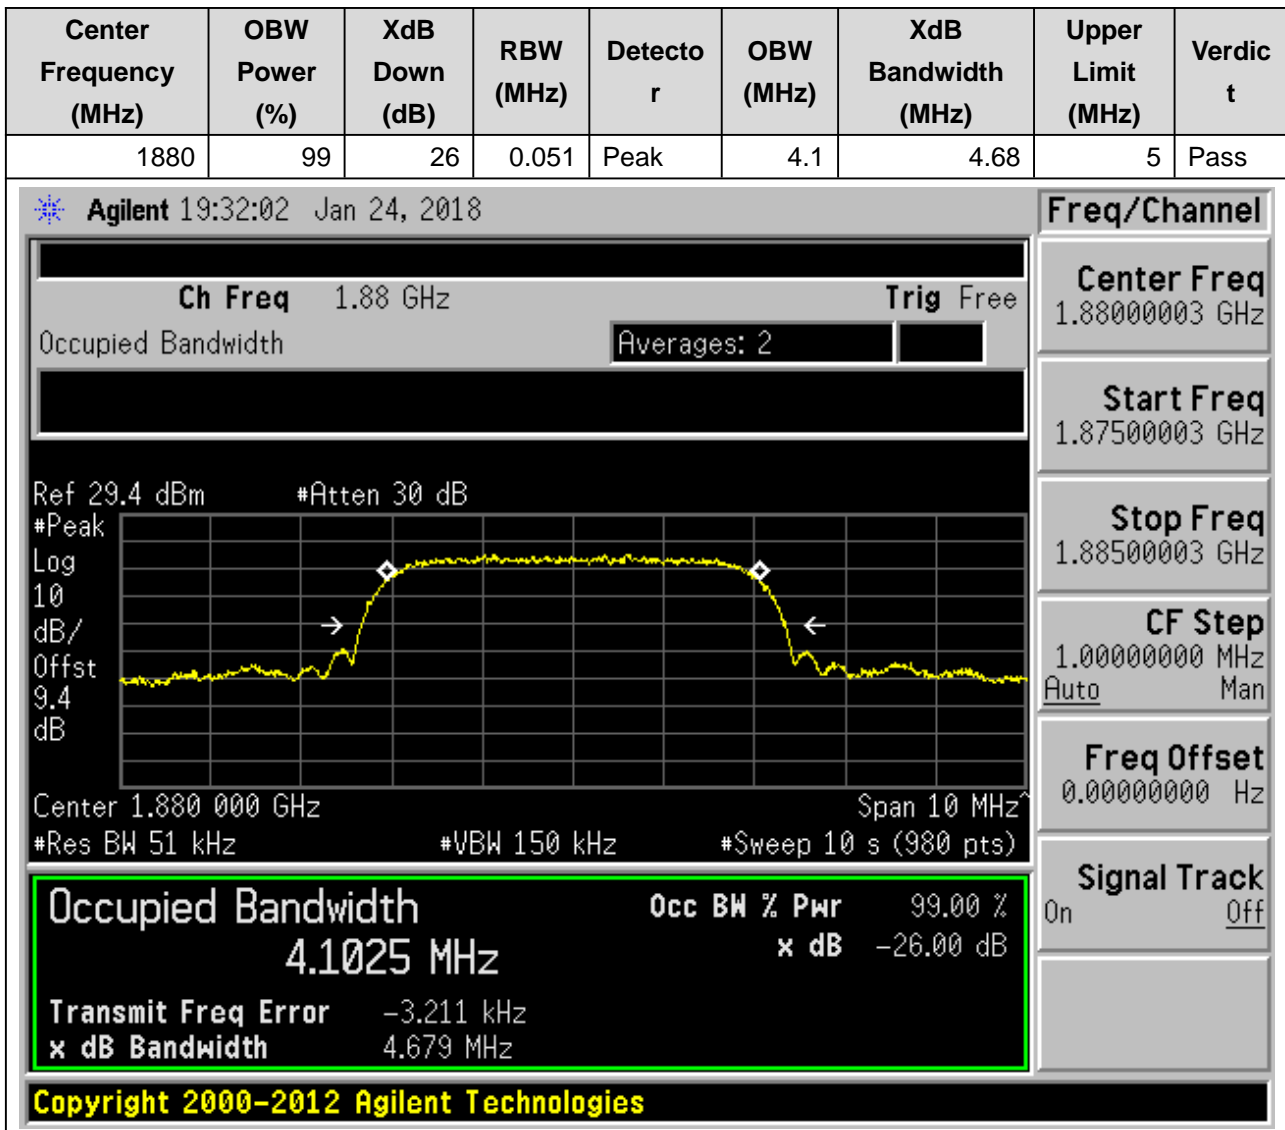 Center Frequency (MHz) OBW Power (%) XdB Down (dB) RBW (MHz) Detecto r OBW (MHz) XdB Bandwidth (MHz) Upper Limit (MHz) Verdic t
1880 99 26 0.051 Peak 4.1 4.68 5 Pass
Agilent 19:32:02 Jan 24, 2018
Freq/Channel
Ch Freq 1.88 GHz Trig Free
Occupied Bandwidth Averages: 2
Center Freq
1.88000003 GHz
Start Freq
1.87500003 GHz
Stop Freq
1.88500003 GHz
CF Step
1.00000000 MHz
Auto Man
Freq Offset
0.00000000 Hz
Signal Track
On Off
Ref 29.4 dBm #Atten 30 dB
#Peak
Log
10
dB/
Offst
9.4
dB
Center 1.880 000 GHz Span 10 MHz^
#Res BW 51 kHz #VBW 150 kHz #Sweep 10 s (980 pts)
Occupied Bandwidth Occ BW % Pwr 99.00 %
4.1025 MHz x dB -26.00 dB
Transmit Freq Error -3.211 kHz
x dB Bandwidth 4.679 MHz
Copyright 2000-2012 Agilent Technologies